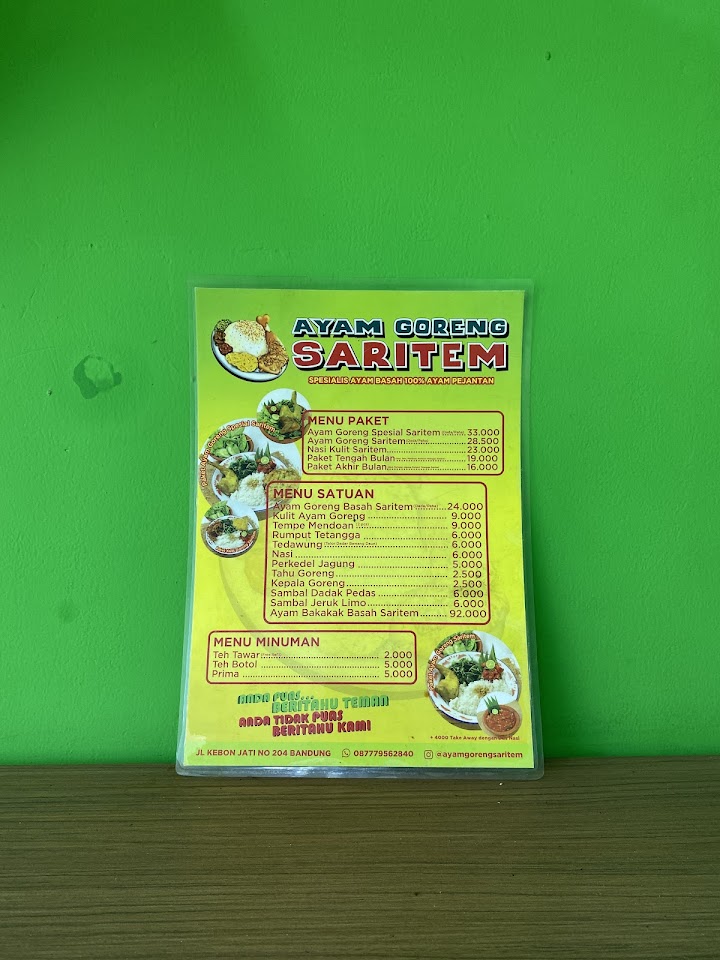 AYAM GORENG
SARITEM
SPESIALIS AYAM BASAH 100% AYAM PEJANTAN
MENU PAKET
Ayam Goreng Spesial Saritem 33.000
Ayam Goreng Saritem 28.500
Nasi Kulit Saritem 23.000
Paket Tengah Bulan 19.000
Paket Akhir Bulan 16.000
MENU SATUAN
Ayam Goreng Basah Saritem 24.000
Kulit Ayam Goreng 9.000
Tempe Mendoan 9.000
Rumput Tetangga 6.000
Tedawung 6.000
Nasi 6.000
Perkedel Jagung 5.000
Tahu Goreng 2.500
Kepala Goreng 2.500
Sambal Dadak Pedas 6.000
Sambal Jeruk Limo 6.000
Ayam Bakakak Basah Saritem 92.000
MENU MINUMAN
Teh Tawar 2.000
Teh Botol 5.000
Prima 5.000
ANDA PUAS...
BERITAHU TEMAN
ANDA TIDAK PUAS
BERITAHU KAMI
+ 4000 Take Away dengan Nasi
JL KEBON JATI NO 204 BANDUNG 087779562840 @ayamgorengsaritem